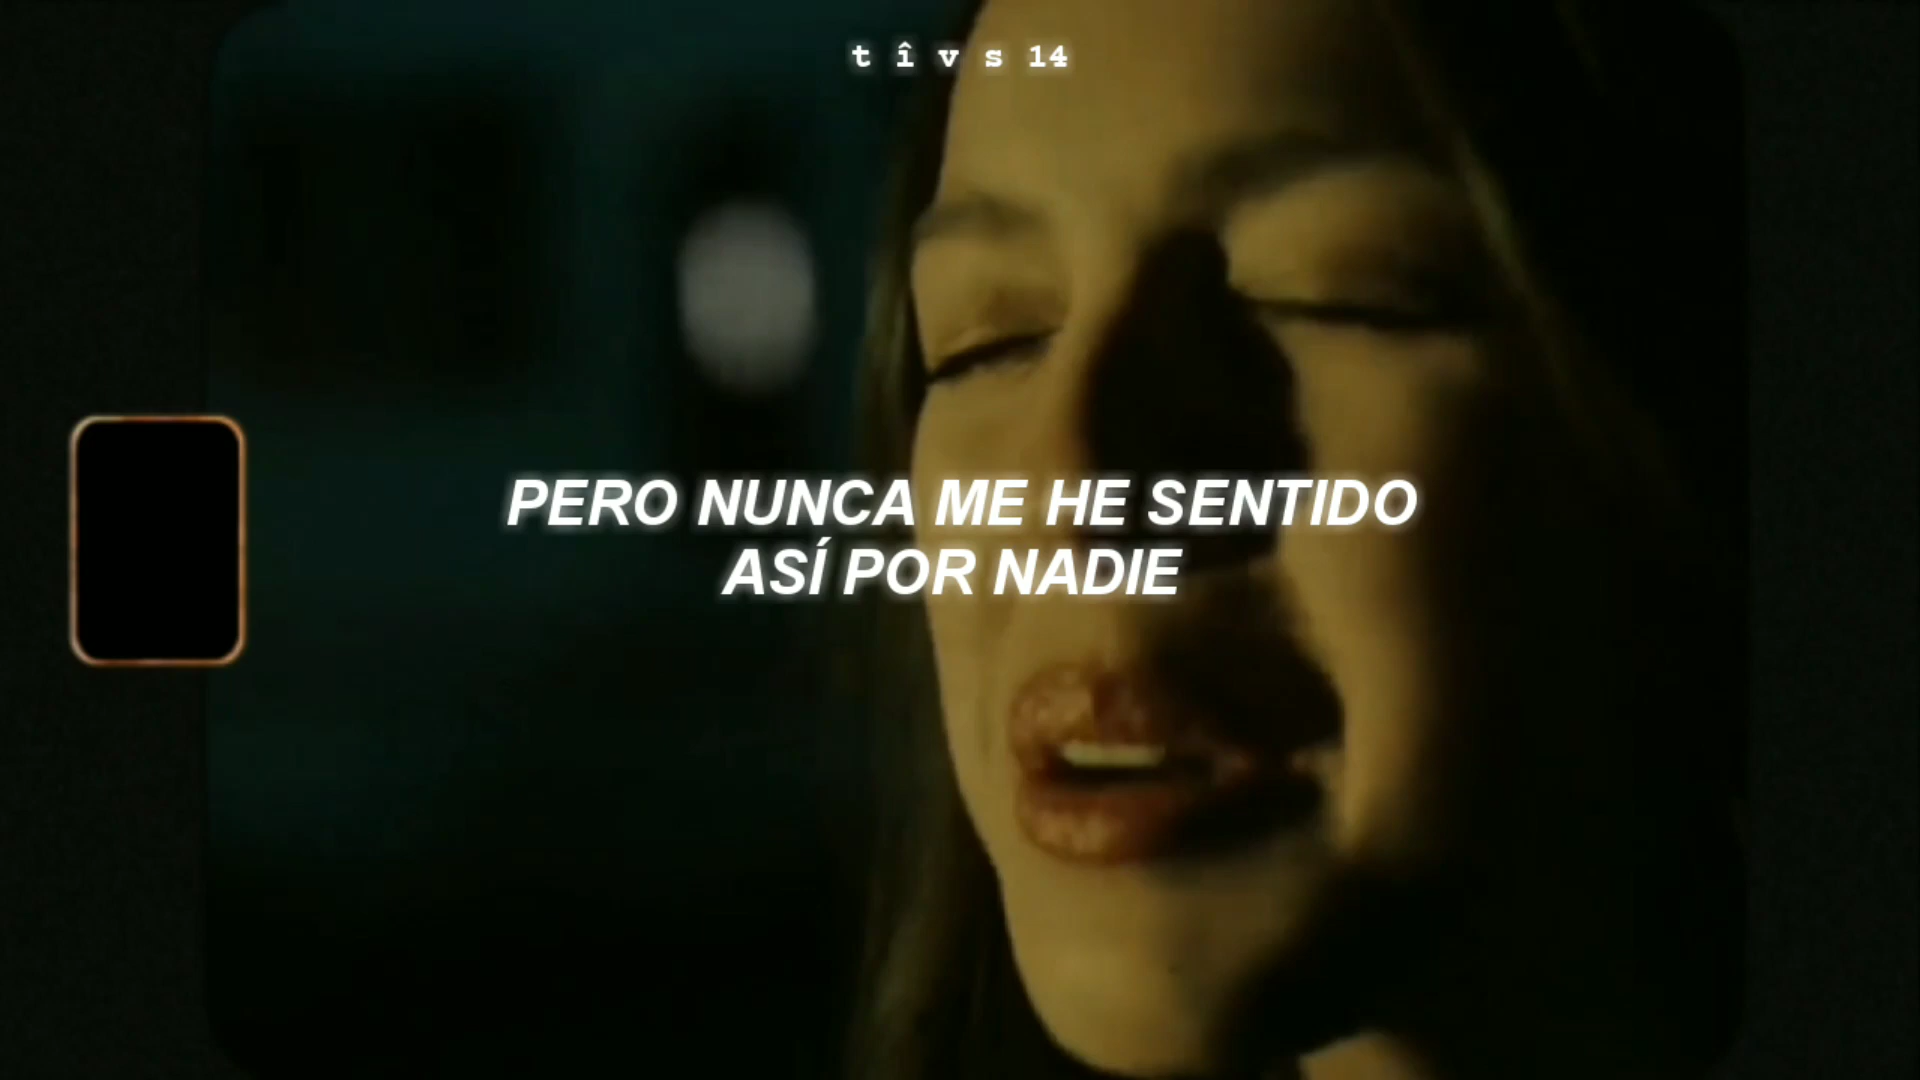 t î v s 14
PERO NUNCA ME HE SENTIDO
ASÍ POR NADIE